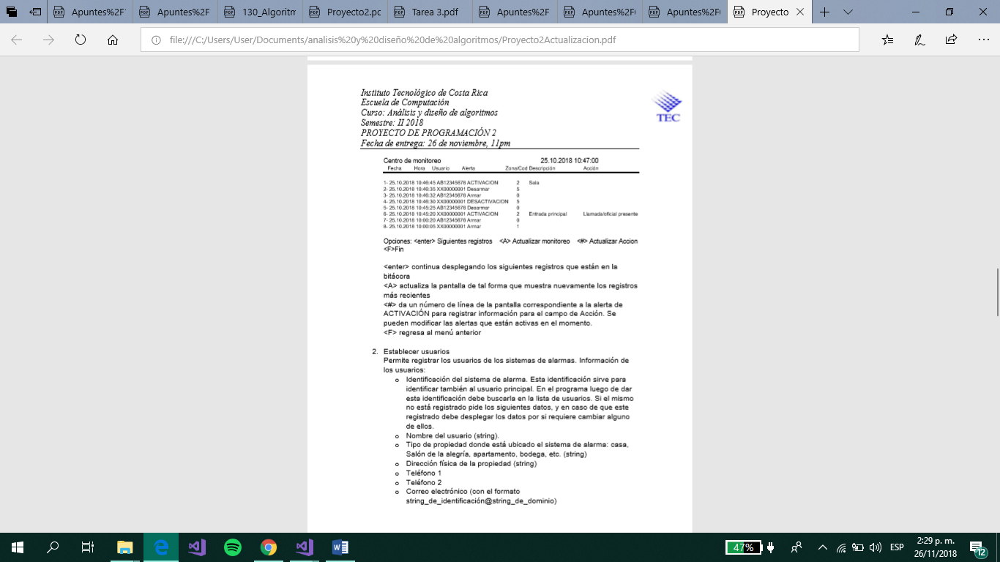 Apuntes%2F
Apuntes%2F
130_Algoritm
Proyecto2.pc
Tarea 3.pdf
Apuntes%2F
Apuntes%2F
Apuntes%2F
Proyecto
file:///C:/Users/User/Documents/analisis%20y%20diseño%20de%20algoritmos/Proyecto2Actualizacion.pdf
Instituto Tecnológico de Costa Rica
Escuela de Computación
Curso: Análisis y diseño de algoritmos
Semestre: II 2018
PROYECTO DE PROGRAMACIÓN 2
Fecha de entrega: 26 de noviembre, 11pm
TEC
Centro de monitoreo 25.10.2018 10:47:00
Fecha Hora Usuario Alerta Zona/Cod Descripción Acción
1- 25.10.2018 10:46:45 AB12345678 ACTIVACION 2 Sala
2- 25.10.2018 10:46:35 XX00000001 Desarmar 5
3- 25.10.2018 10:46:32 AB12345678 Armar 0
4- 25.10.2018 10:46:30 XX00000001 DESACTIVACION 5
5- 25.10.2018 10:45:25 AB12345678 Desarmar 0
6- 25.10.2018 10:45:20 XX00000001 ACTIVACION 2 Entrada principal Llamada/oficial presente
7- 25.10.2018 10:00:20 AB12345678 Armar 0
8- 25.10.2018 10:00:05 XX00000001 Armar 1
Opciones: <enter> Siguientes registros <A> Actualizar monitoreo <#> Actualizar Accion
<F>Fin
<enter> continua desplegando los siguientes registros que están en la
bitácora
<A> actualiza la pantalla de tal forma que muestra nuevamente los registros
más recientes
<#> da un número de línea de la pantalla correspondiente a la alerta de
ACTIVACIÓN para registrar información para el campo de Acción. Se
pueden modificar las alertas que están activas en el momento.
<F> regresa al menú anterior
2. Establecer usuarios
Permite registrar los usuarios de los sistemas de alarmas. Información de
los usuarios:
o Identificación del sistema de alarma. Esta identificación sirve para
identificar también al usuario principal. En el programa luego de dar
esta identificación debe buscarla en la lista de usuarios. Si el mismo
no está registrado pide los siguientes datos, y en caso de que este
registrado debe desplegar los datos por si requiere cambiar alguno
de ellos.
o Nombre del usuario (string).
o Tipo de propiedad donde está ubicado el sistema de alarma: casa,
Salón de la alegría, apartamento, bodega, etc. (string)
o Dirección física de la propiedad (string)
o Teléfono 1
o Teléfono 2
o Correo electrónico (con el formato
string_de_identificación@string_de_dominio)
47%
ESP
2:29 p. m.
26/11/2018
12